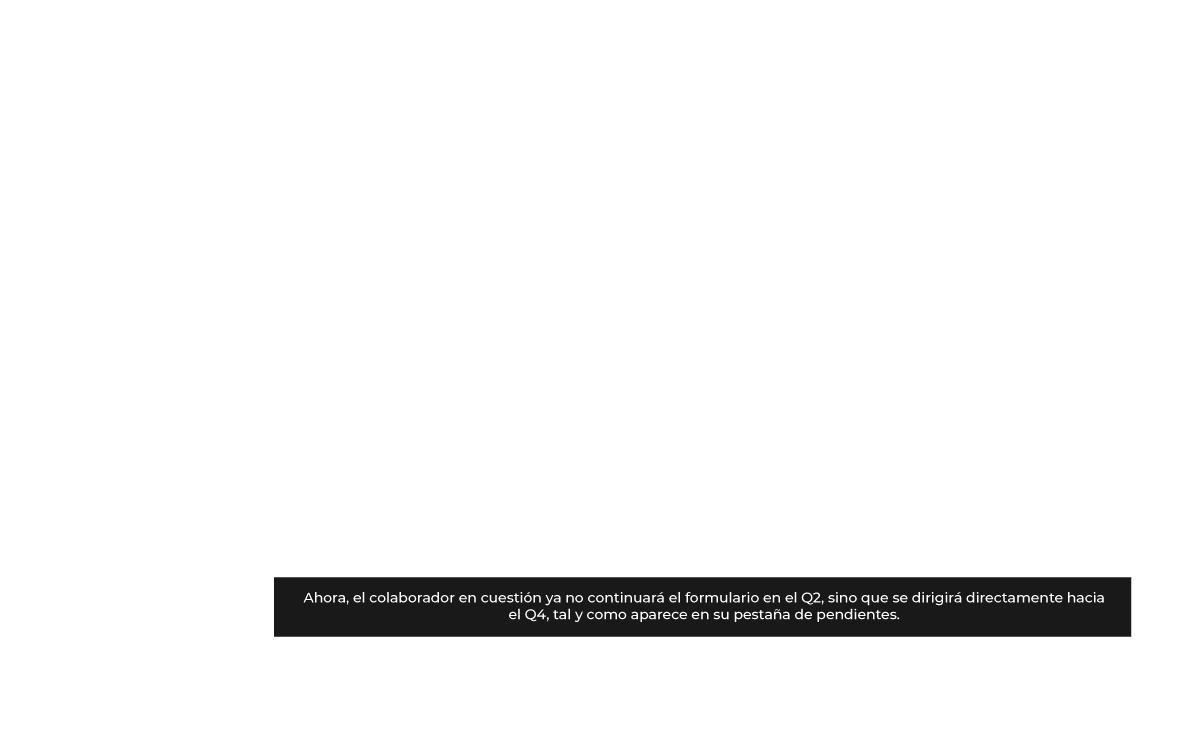 Ahora, el colaborador en cuestión ya no continuará el formulario en el Q2, sino que se dirigirá directamente hacia
el Q4, tal y como aparece en su pestaña de pendientes.